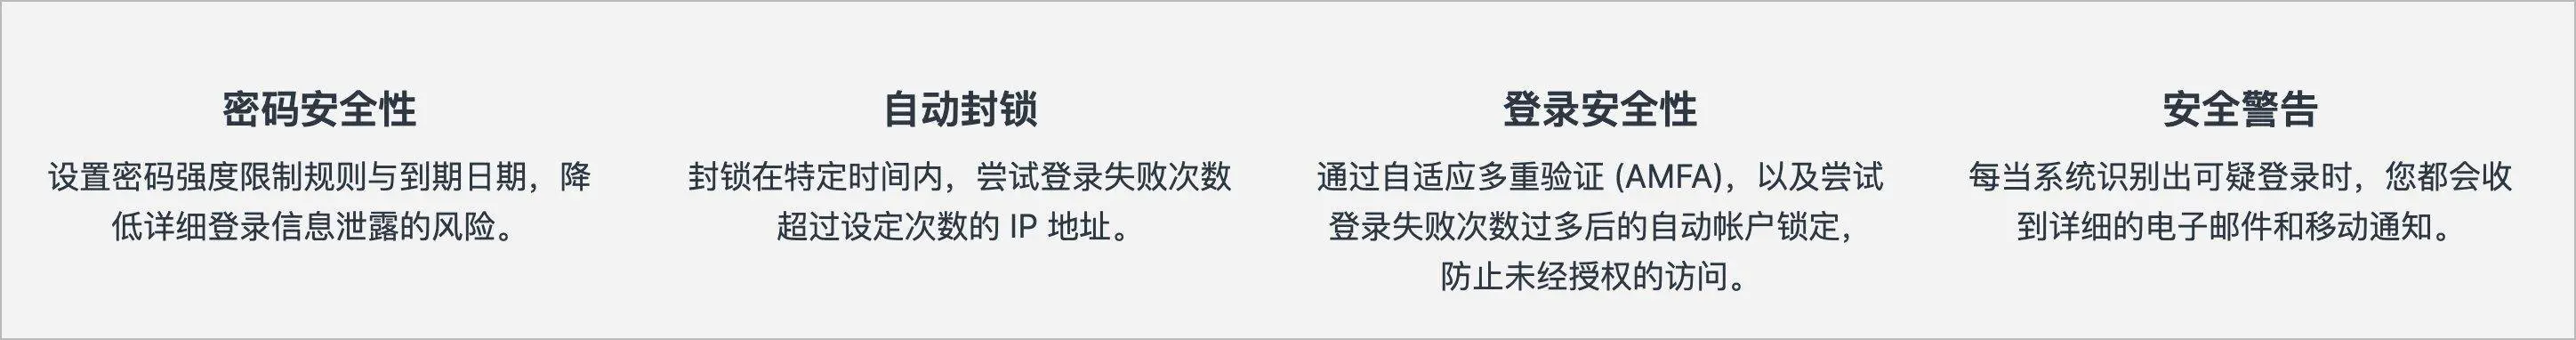 密码安全性
设置密码强度限制规则与到期日期，降
低详细登录信息泄露的风险。
自动封锁
封锁在特定时间内，尝试登录失败次数
超过设定次数的 IP 地址。
登录安全性
通过自适应多重验证 (AMFA)，以及尝试
登录失败次数过多后的自动帐户锁定，
防止未经授权的访问。
安全警告
每当系统识别出可疑登录时，您都会收
到详细的电子邮件和移动通知。